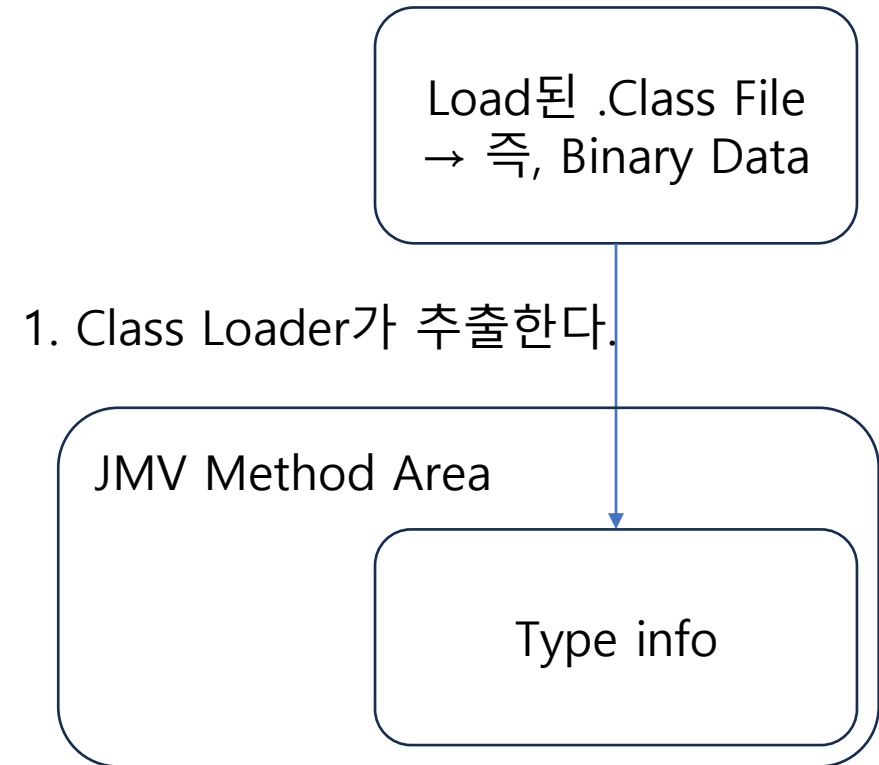 Load된 .Class File
→ 즉, Binary Data
1. Class Loader가 추출한다.
JMV Method Area
Type info